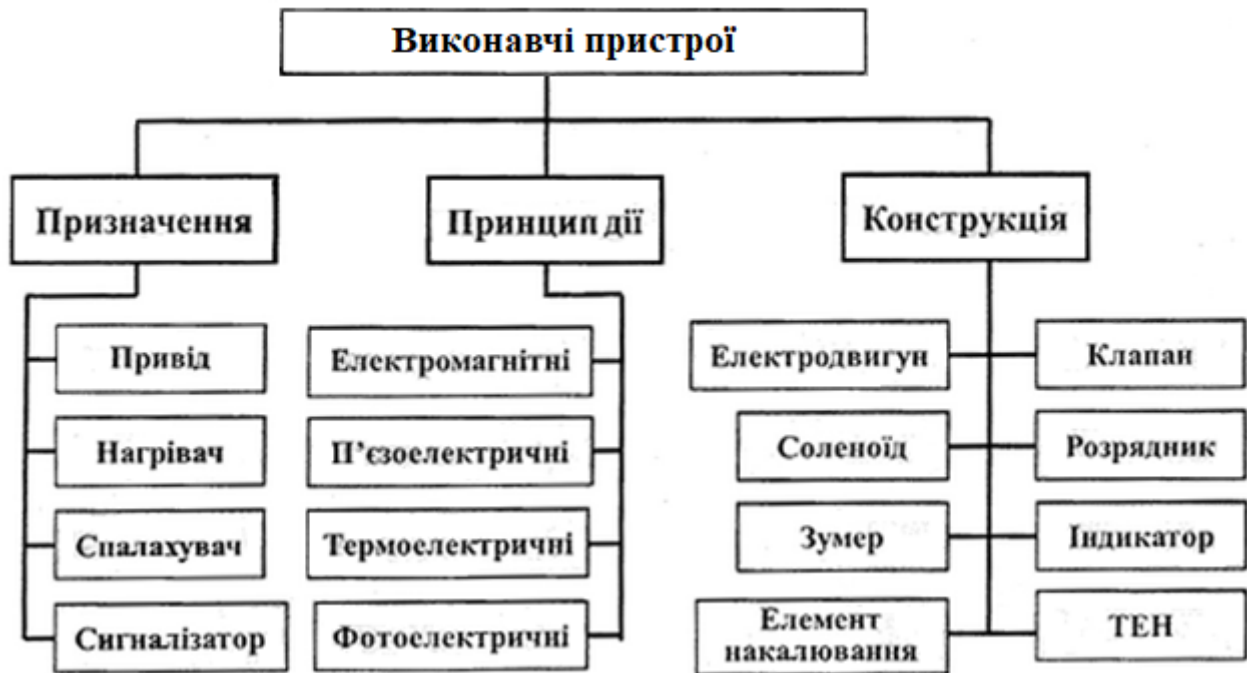 Виконавчі пристрої
Призначення
Принцип дії
Конструкція
Привід
Нагрівач
Спалахувач
Сигналізатор
Електромагнітні
П’єзоелектричні
Термоелектричні
Фотоелектричні
Електродвигун
Соленоїд
Зумер
Елемент
накалювання
Клапан
Розрядник
Індикатор
ТЕН